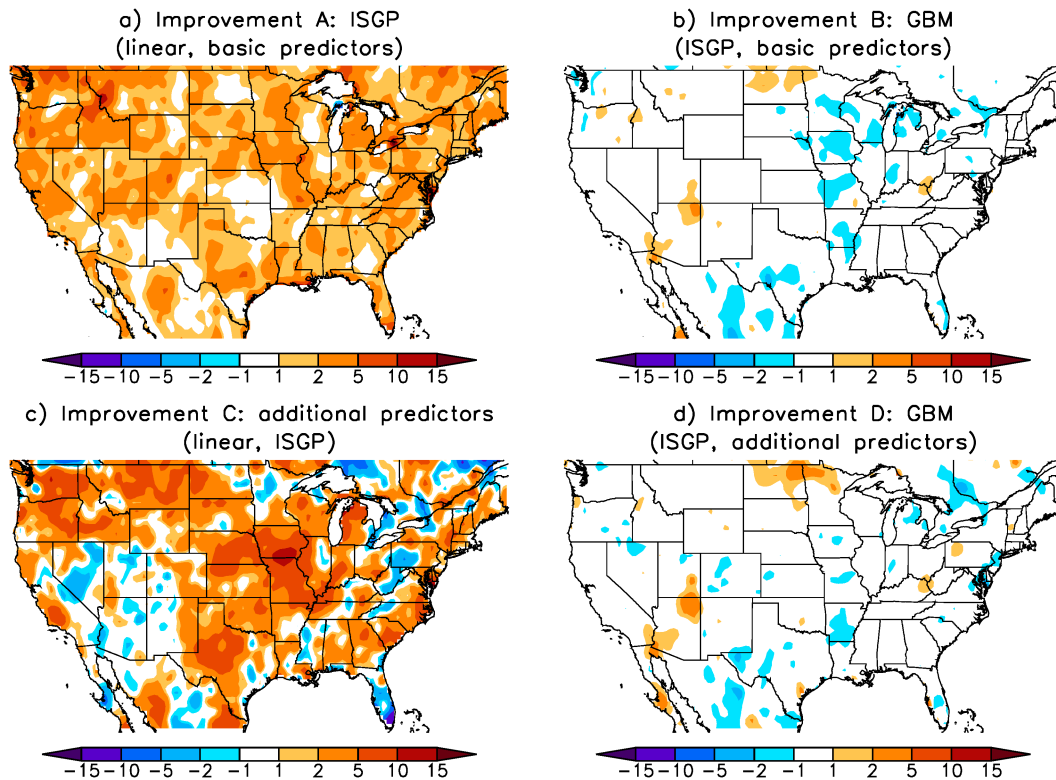 a) Improvement A: ISGP
(linear, basic predictors)
b) Improvement B: GBM
(ISGP, basic predictors)
−15 −10 −5 −2 −1 1 2 5 10 15
−15 −10 −5 −2 −1 1 2 5 10 15
c) Improvement C: additional predictors
(linear, ISGP)
d) Improvement D: GBM
(ISGP, additional predictors)
−15 −10 −5 −2 −1 1 2 5 10 15
−15 −10 −5 −2 −1 1 2 5 10 15